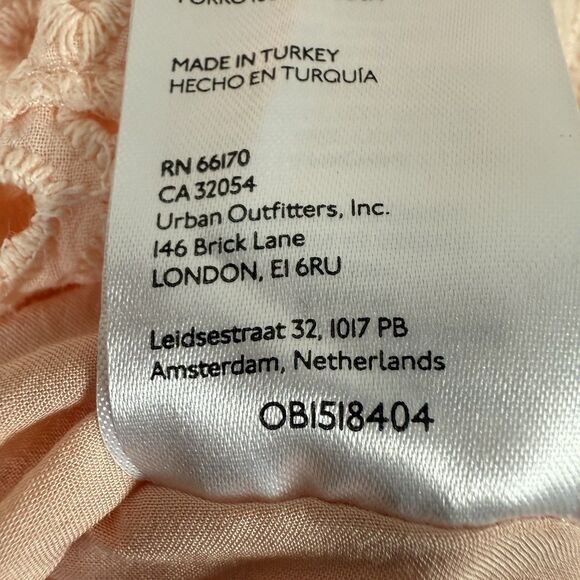 MADE IN TURKEY
HECHO EN TURQUÍA
RN 66170
CA 32054
Urban Outfitters, Inc.
146 Brick Lane
LONDON, E1 6RU
Leidsestraat 32, 1017 PB
Amsterdam, Netherlands
OB1518404